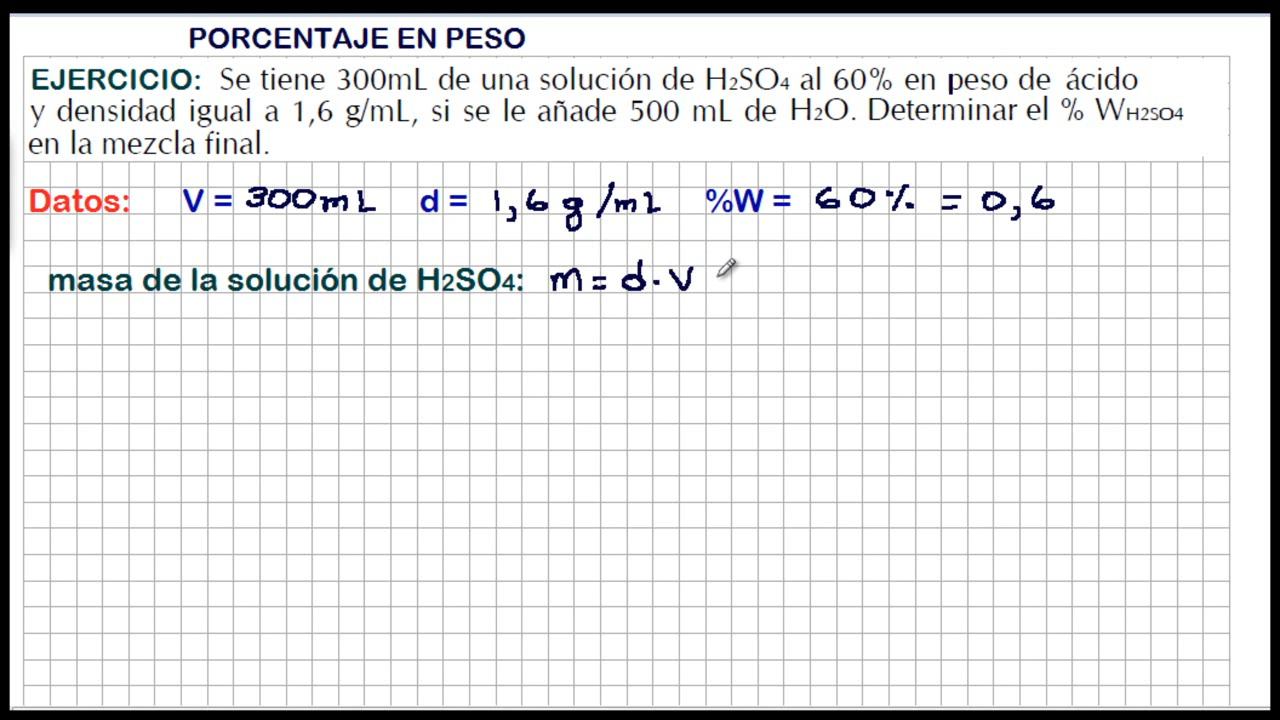 PORCENTAJE EN PESO
EJERCICIO: Se tiene 300mL de una solución de H2SO4 al 60% en peso de ácido
y densidad igual a 1,6 g/mL, si se le añade 500 mL de H2O. Determinar el % WH2SO4
en la mezcla final.
Datos: V = 300mL d = 1,6 g/mL %W = 60% = 0,6
masa de la solución de H2SO4: m = d · V